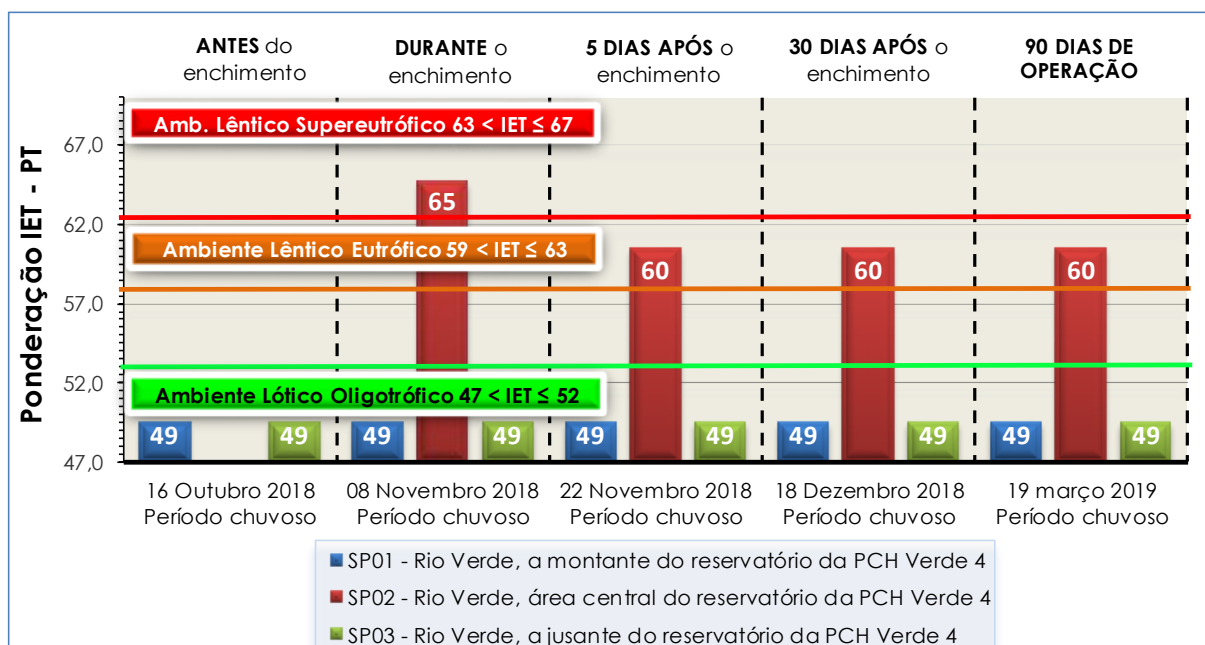 ANTES do
enchimento
DURANTE o
enchimento
5 DIAS APÓS o
enchimento
30 DIAS APÓS o
enchimento
90 DIAS DE
OPERAÇÃO
Ponderação IET - PT
67,0
62,0
57,0
52,0
47,0
Amb. Lêntico Supereutrófico 63 < IET ≤ 67
Ambiente Lêntico Eutrófico 59 < IET ≤ 63
Ambiente Lótico Oligotrófico 47 < IET ≤ 52
49
49
49
65
49
49
60
49
49
60
49
49
60
49
16 Outubro 2018
Período chuvoso
08 Novembro 2018
Período chuvoso
22 Novembro 2018
Período chuvoso
18 Dezembro 2018
Período chuvoso
19 março 2019
Período chuvoso
SP01 - Rio Verde, a montante do reservatório da PCH Verde 4
SP02 - Rio Verde, área central do reservatório da PCH Verde 4
SP03 - Rio Verde, a jusante do reservatório da PCH Verde 4